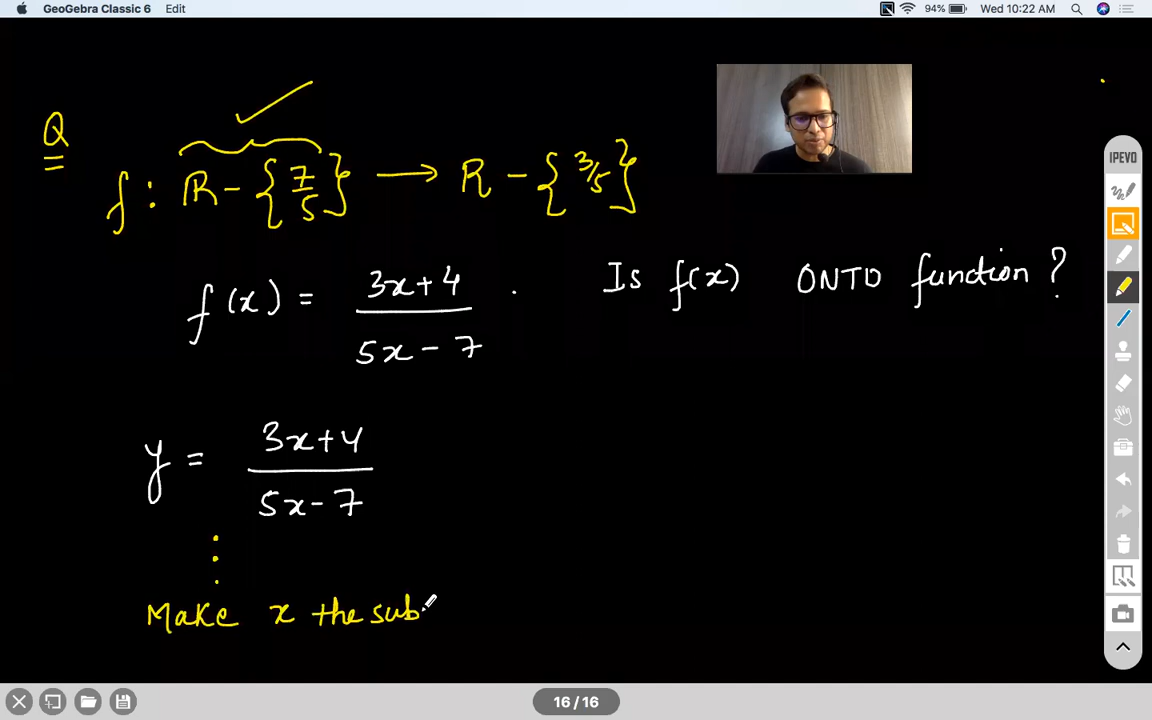 GeoGebra Classic 6 Edit 94% Wed 10:22 AM
Q
f : R - {7/5} → R - {3/5}
f(x) = 3x+4 / 5x-7 . Is f(x) ONTO function ?
y = 3x+4 / 5x-7
⋮
Make x the sub
IPEVO
16 / 16